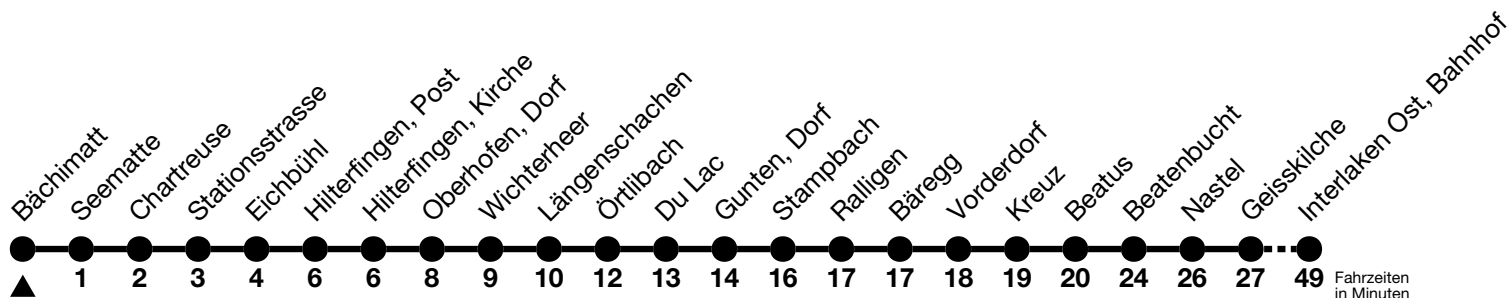 Bächimatt
Seematte
Chartreuse
Stationsstrasse
Eichbühl
Hilterfingen, Post
Hilterfingen, Kirche
Oberhofen, Dorf
Wichterheer
Längenschachen
Örtlibach
Du Lac
Gunten, Dorf
Stampbach
Ralligen
Bäregg
Vorderdorf
Kreuz
Beatus
Beatenbucht
Nastel
Geisskilche
Interlaken Ost, Bahnhof
1 2 3 4 6 6 8 9 10 12 13 14 16 17 17 18 19 20 24 26 27 49
Fahrzeiten
in Minuten